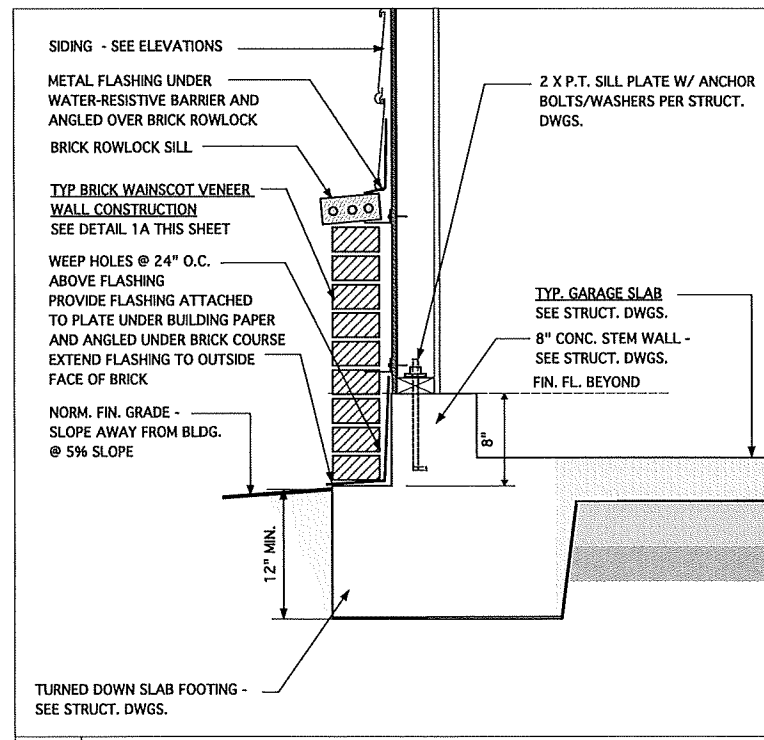 SIDING - SEE ELEVATIONS
METAL FLASHING UNDER
WATER-RESISTIVE BARRIER AND
ANGLED OVER BRICK ROWLOCK
BRICK ROWLOCK SILL
TYP BRICK WAINSCOT VENEER
WALL CONSTRUCTION
SEE DETAIL 1A THIS SHEET
WEEP HOLES @ 24" O.C.
ABOVE FLASHING
PROVIDE FLASHING ATTACHED
TO PLATE UNDER BUILDING PAPER
AND ANGLED UNDER BRICK COURSE
EXTEND FLASHING TO OUTSIDE
FACE OF BRICK
NORM. FIN. GRADE -
SLOPE AWAY FROM BLDG.
@ 5% SLOPE
12" MIN.
TURNED DOWN SLAB FOOTING -
SEE STRUCT. DWGS.
2 X P.T. SILL PLATE W/ ANCHOR
BOLTS/WASHERS PER STRUCT.
DWGS.
TYP. GARAGE SLAB
SEE STRUCT. DWGS.
8" CONC. STEM WALL -
SEE STRUCT. DWGS.
FIN. FL. BEYOND
8"